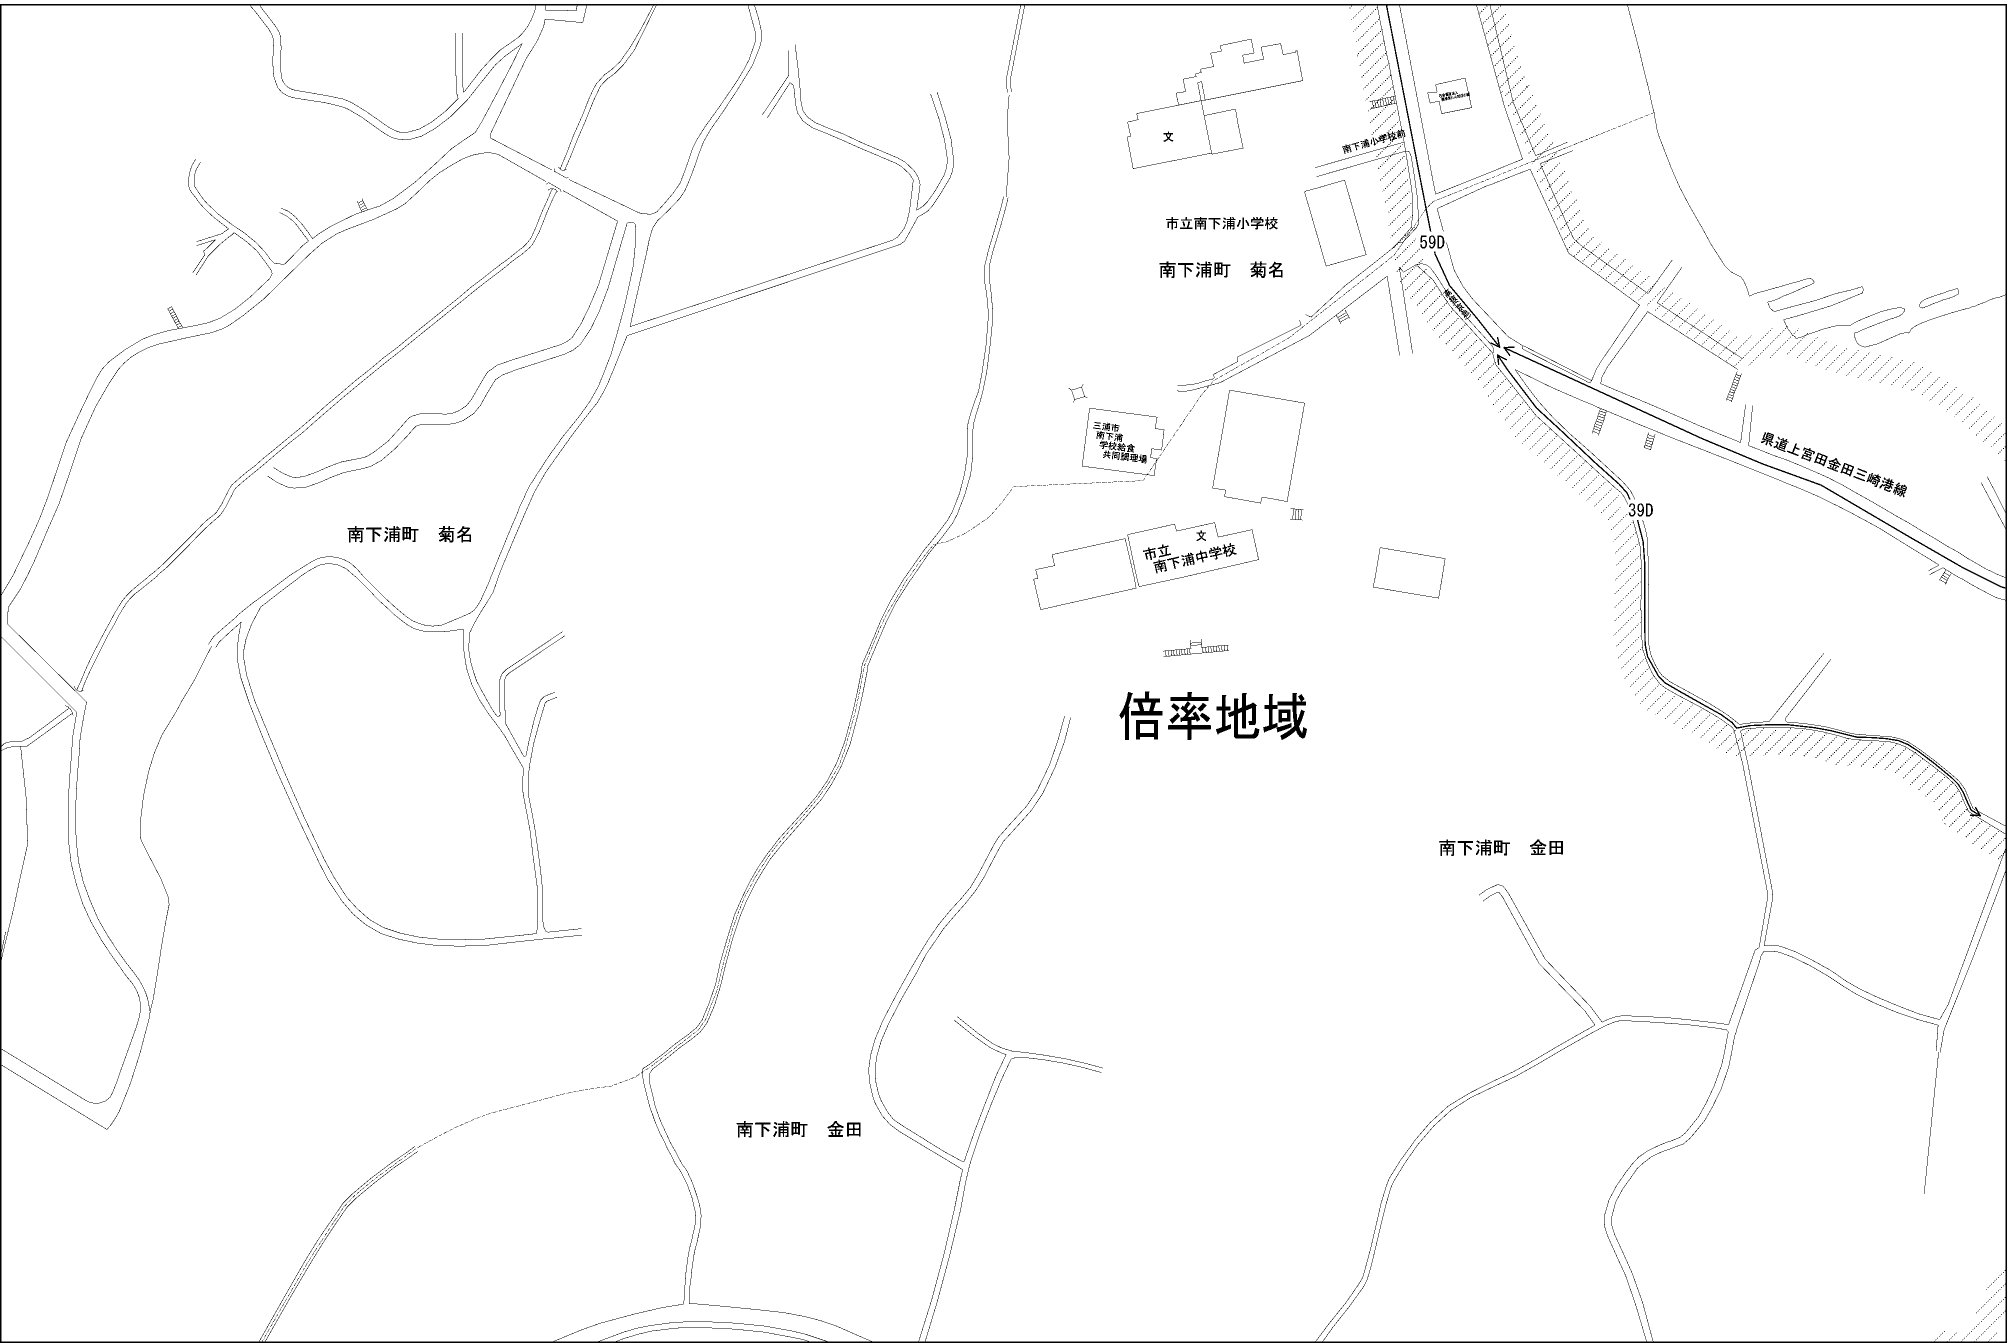 文
南下浦小学校前
市立南下浦小学校
59D
南下浦町　菊名
三浦市
南下浦
学校給食
共同調理場
県道上宮田金田三崎港線
39D
南下浦町　菊名
文
市立
南下浦中学校
倍率地域
南下浦町　金田
南下浦町　金田